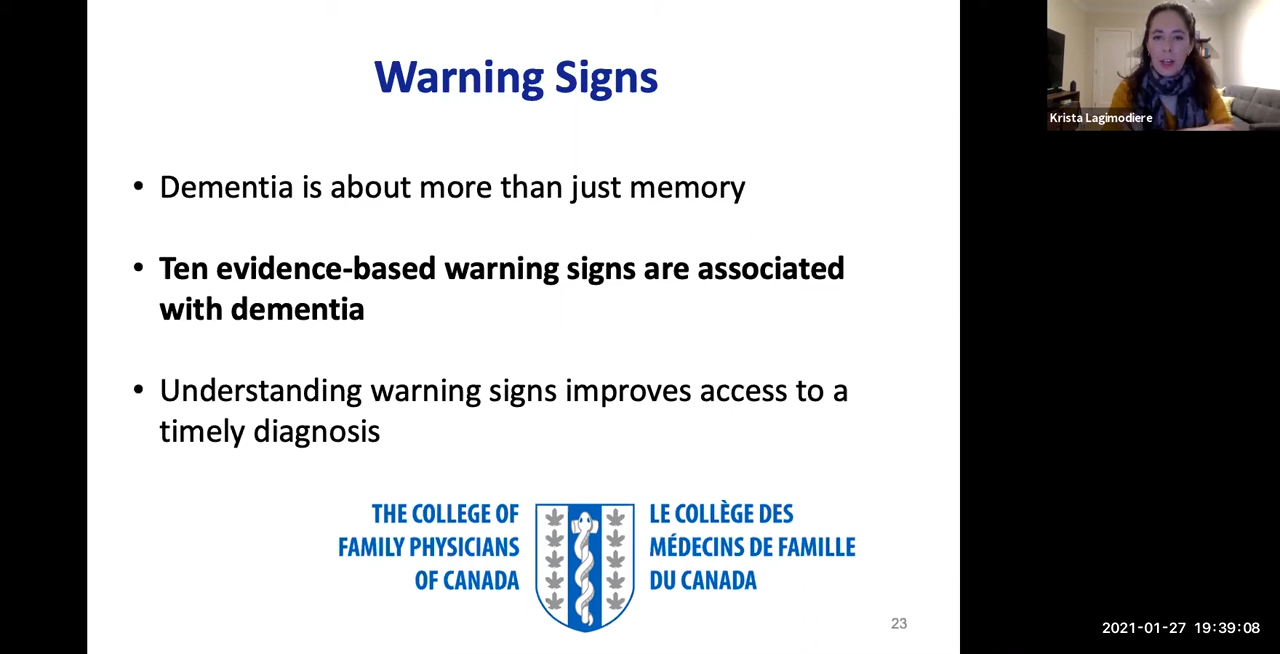 Warning Signs
• Dementia is about more than just memory
• Ten evidence-based warning signs are associated
with dementia
• Understanding warning signs improves access to a
timely diagnosis
THE COLLEGE OF
FAMILY PHYSICIANS
OF CANADA
LE COLLÈGE DES
MÉDECINS DE FAMILLE
DU CANADA
23
Krista Lagimodiere
2021-01-27 19:39:08